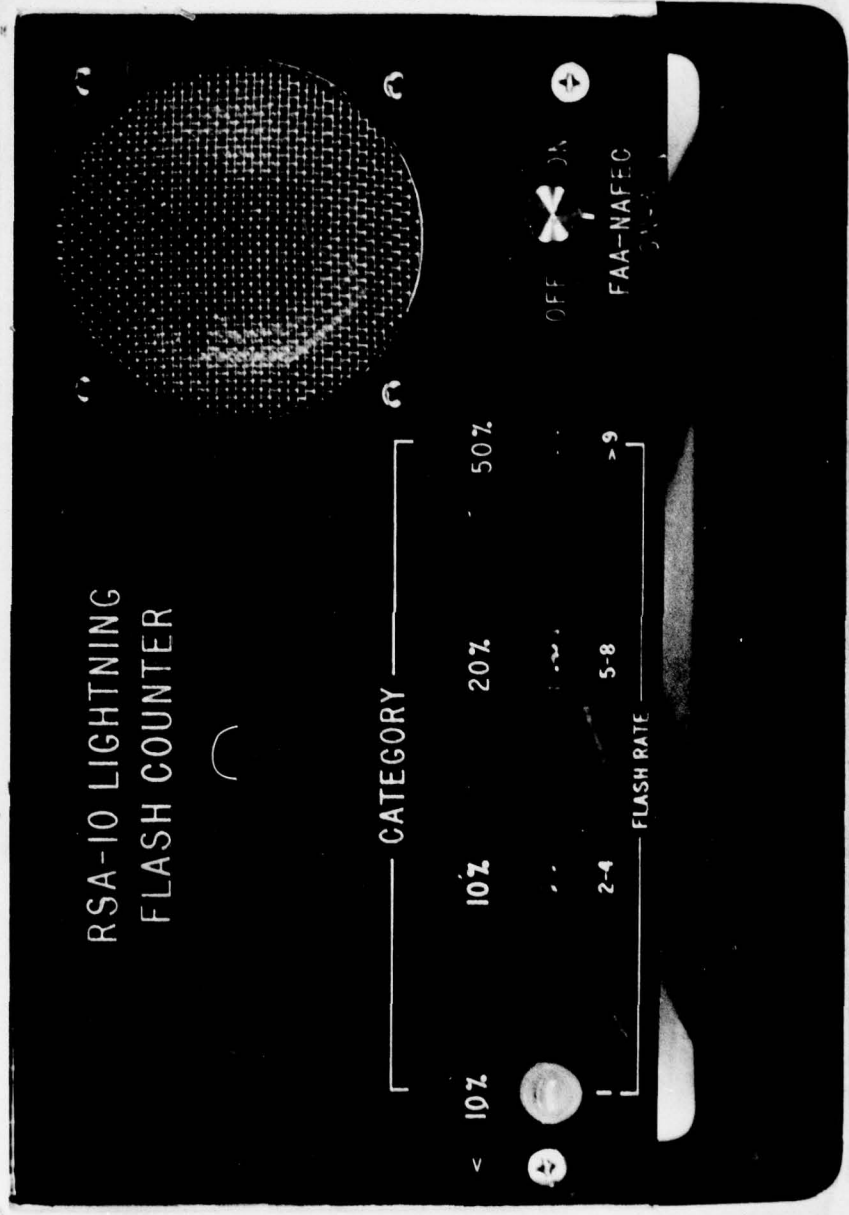 RSA-10 LIGHTNING
FLASH COUNTER
CATEGORY
< 10% 10% 20% 50%
OFF ON
1 2-4 5-8 >9
FLASH RATE
FAA-NAFEC